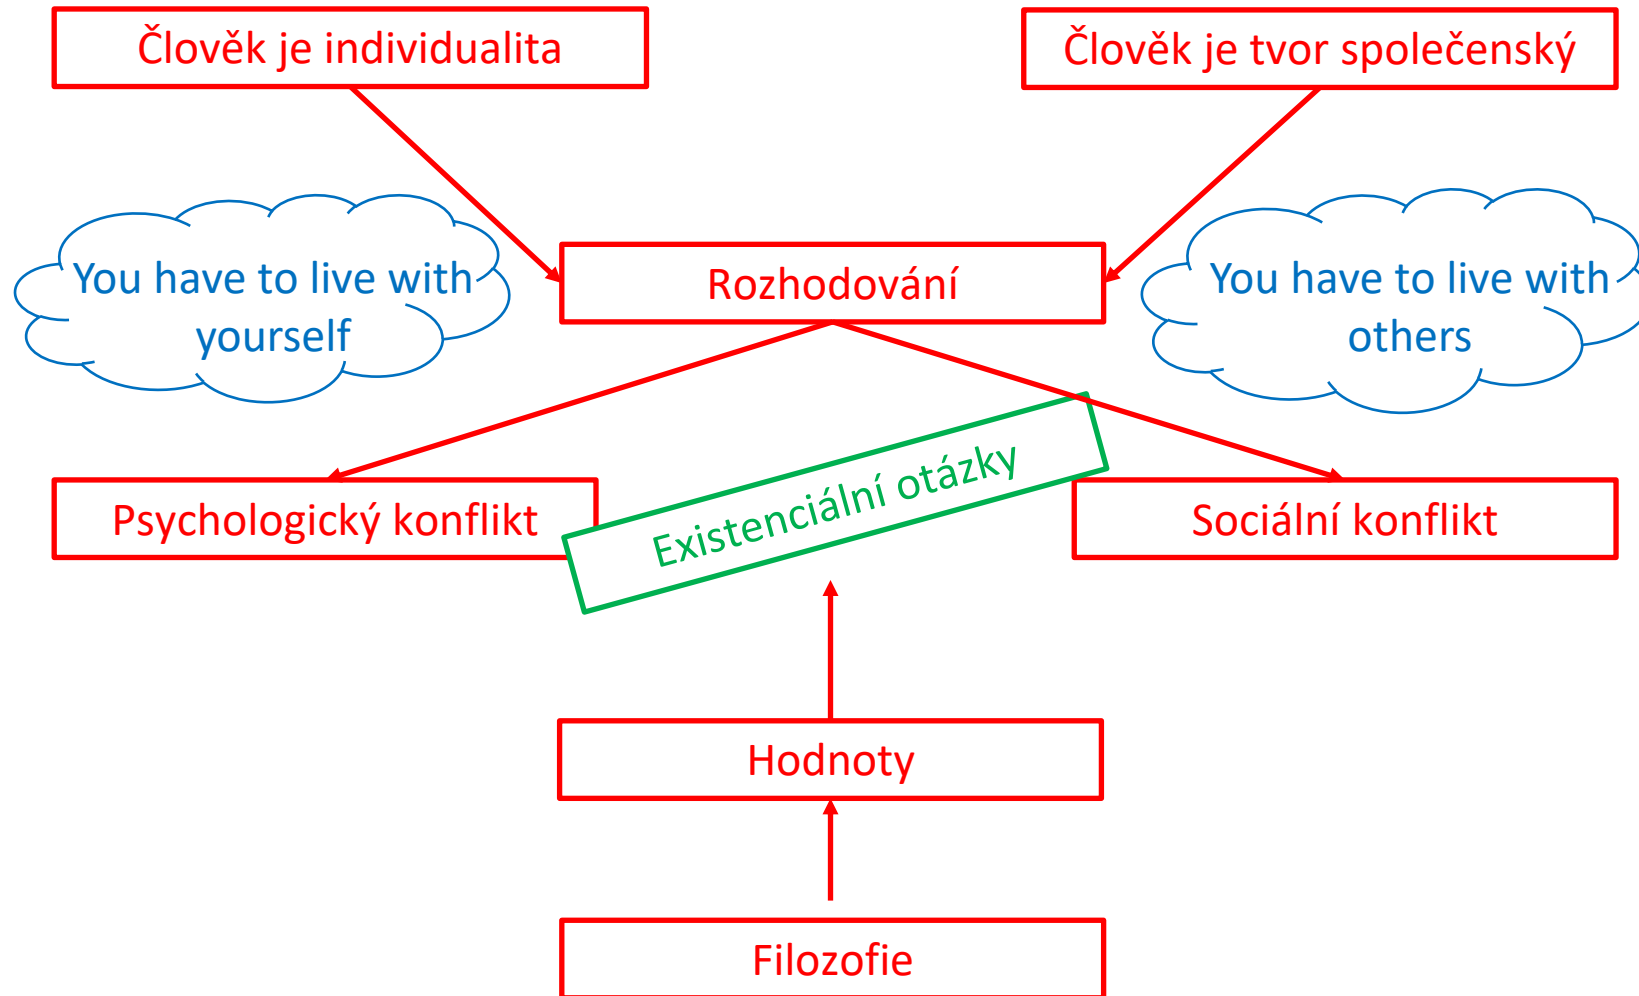 Člověk je individualita
Člověk je tvor společenský
You have to live with
yourself
Rozhodování
You have to live with
others
Psychologický konflikt
Existenciální otázky
Sociální konflikt
Hodnoty
Filozofie